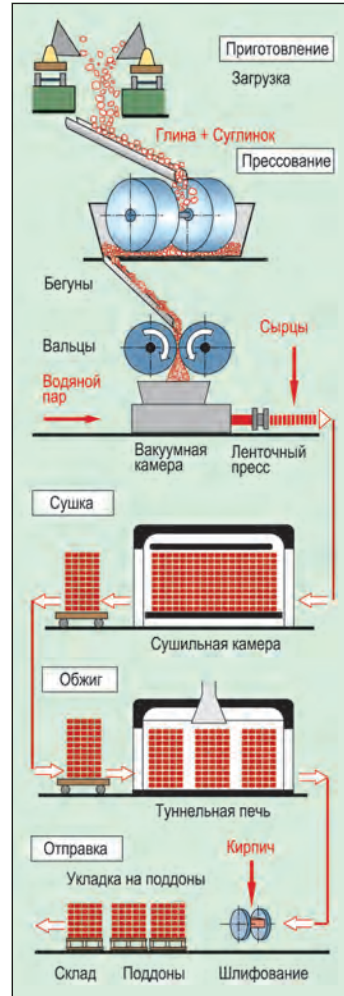 Приготовление
Загрузка
Глина + Суглинок
Прессование
Бегуны
Вальцы
Сырцы
Водяной
пар
Вакуумная
камера
Ленточный
пресс
Сушка
Сушильная камера
Обжиг
Туннельная печь
Отправка
Кирпич
Укладка на поддоны
Склад
Поддоны
Шлифование